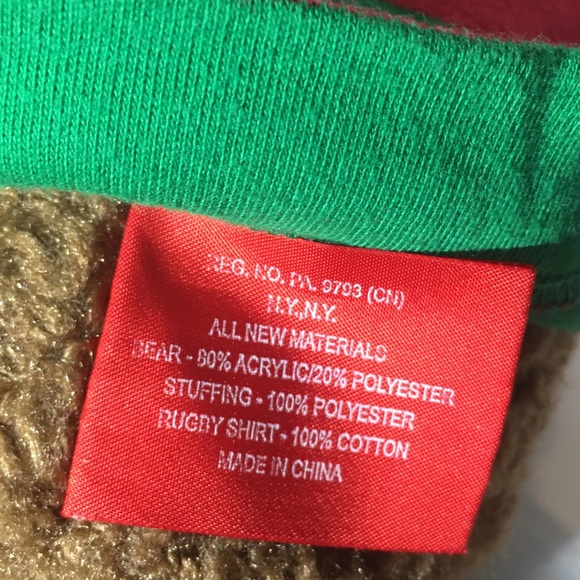 REG. NO. PA. 9793 (CN)
N.Y., N.Y.
ALL NEW MATERIALS
BEAR - 80% ACRYLIC/20% POLYESTER
STUFFING - 100% POLYESTER
RUGBY SHIRT - 100% COTTON
MADE IN CHINA